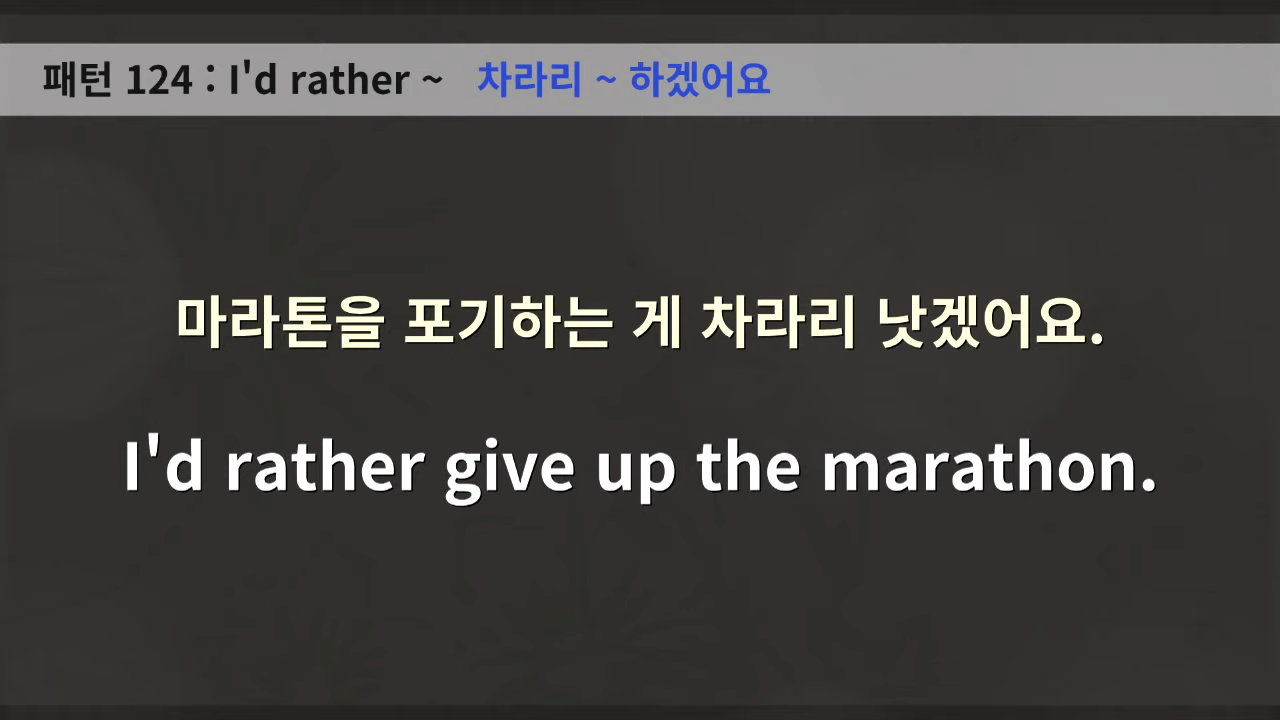 패턴 124 : I'd rather ~ 차라리 ~ 하겠어요
마라톤을 포기하는 게 차라리 낫겠어요.
I'd rather give up the marathon.